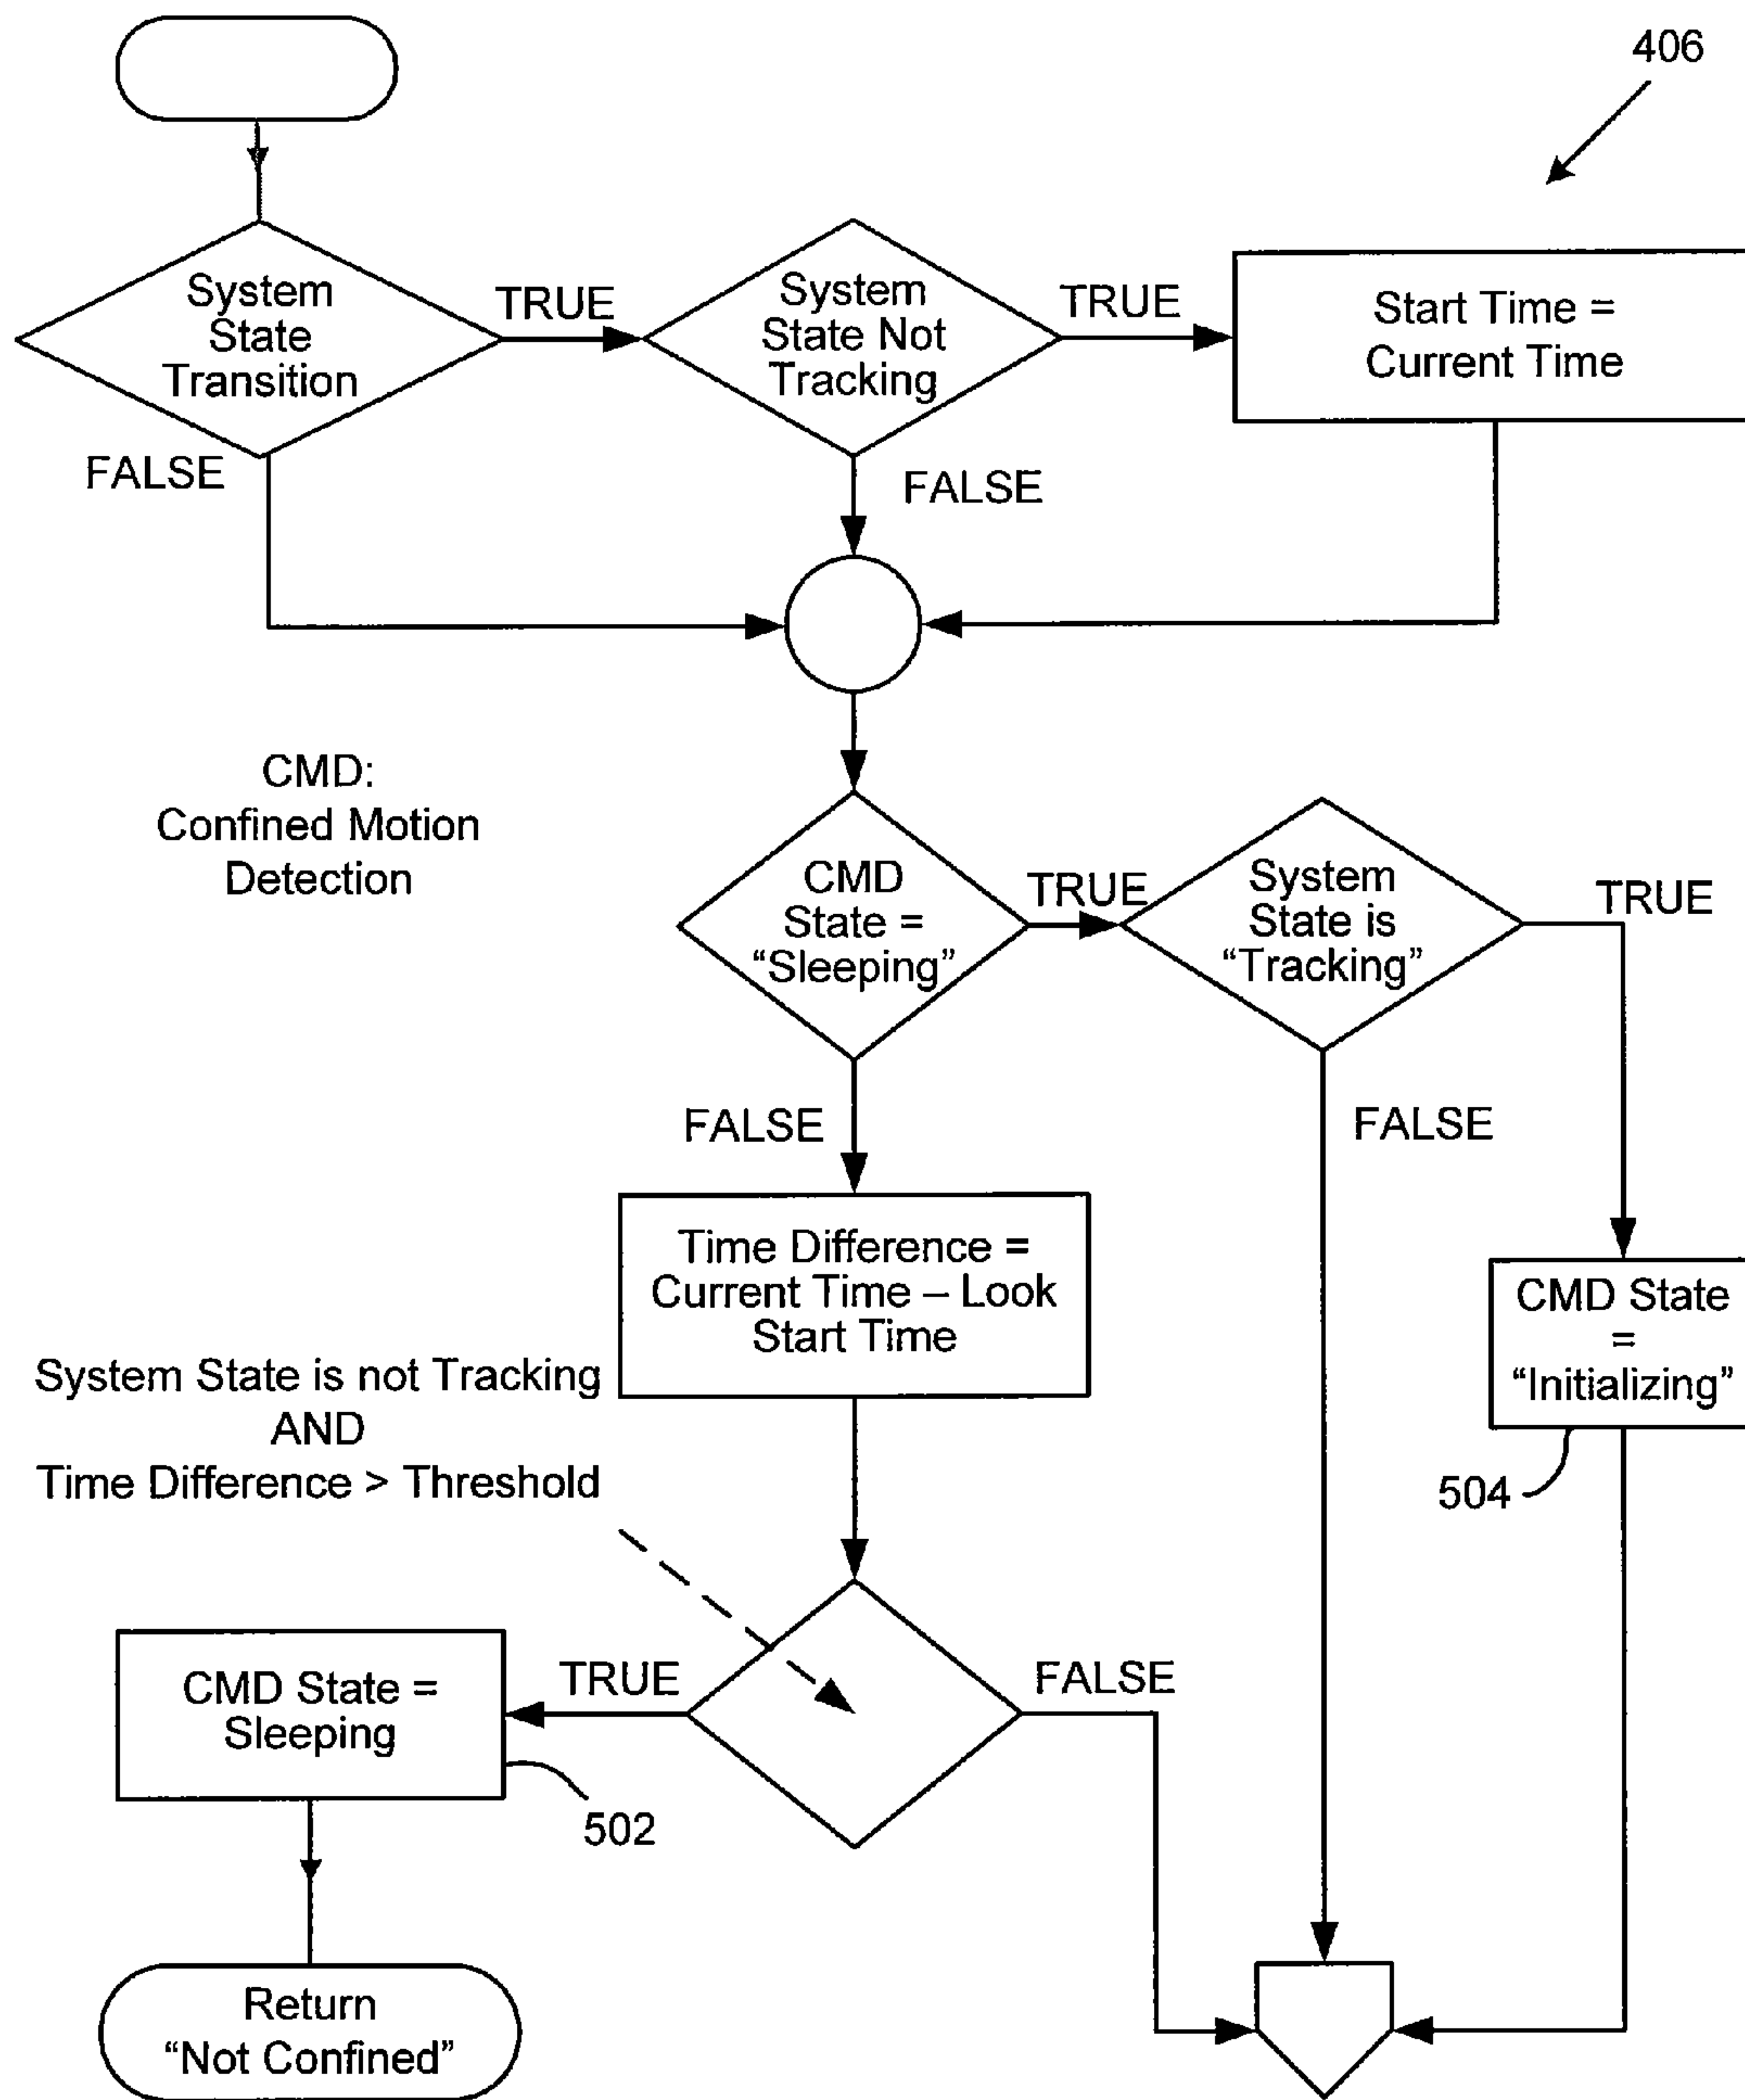 406
System
State
Transition
TRUE
System
State Not
Tracking
TRUE
Start Time =
Current Time
FALSE
FALSE
CMD:
Confined Motion
Detection
CMD
State =
“Sleeping”
TRUE
System
State is
“Tracking”
TRUE
FALSE
FALSE
Time Difference =
Current Time – Look
Start Time
CMD State
=
“Initializing”
504
System State is not Tracking
AND
Time Difference > Threshold
CMD State =
Sleeping
TRUE
FALSE
502
Return
“Not Confined”